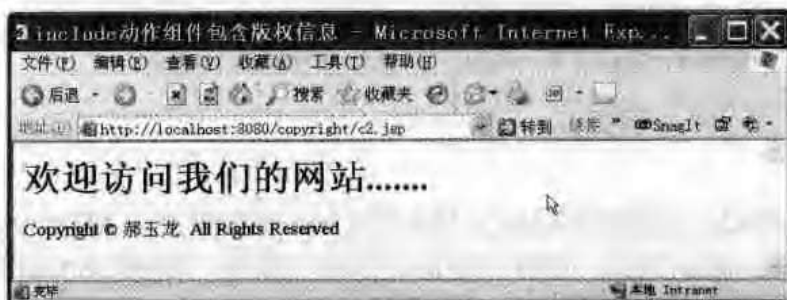 include动作组件包含版权信息 - Microsoft Internet Exp...
文件(F) 编辑(E) 查看(V) 收藏(A) 工具(T) 帮助(H)
后退 搜索 收藏夹
地址(D) http://localhost:8080/copyright/c2.jsp 转到 链接 » SnagIt
欢迎访问我们的网站.......
Copyright © 郝玉龙 All Rights Reserved
完毕 本地 Intranet